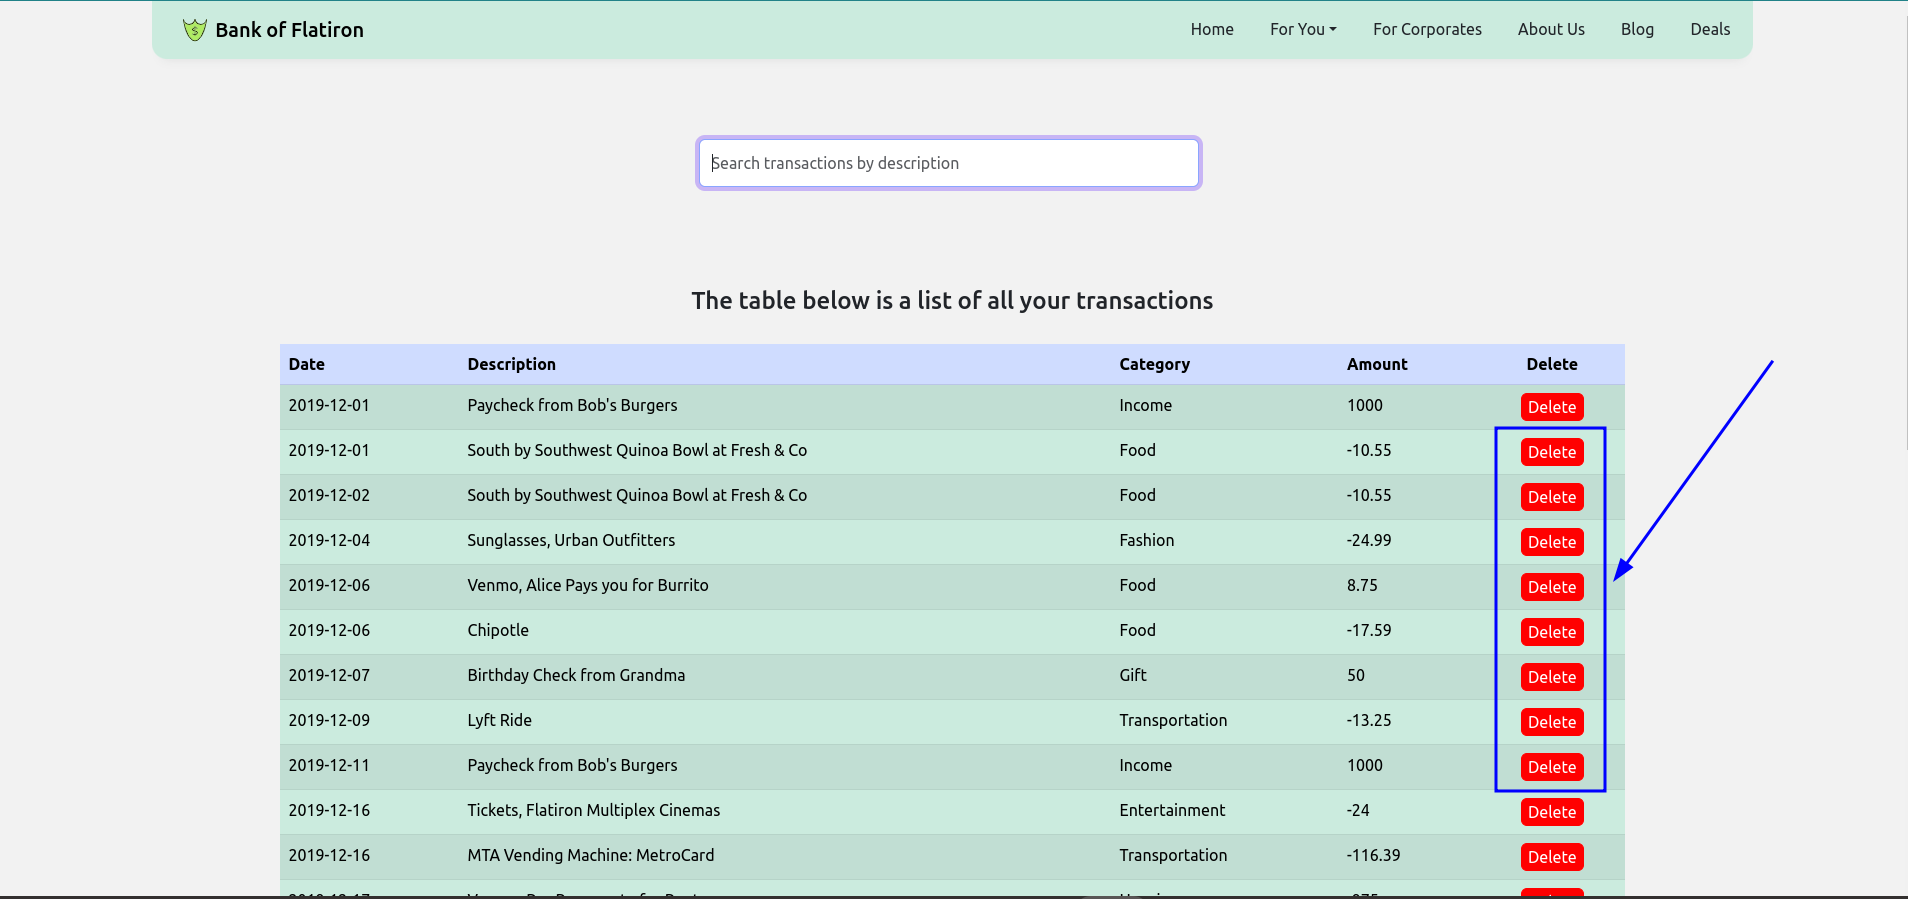 Bank of Flatiron Home For You For Corporates About Us Blog Deals
Search transactions by description
The table below is a list of all your transactions
Date Description Category Amount Delete
2019-12-01 Paycheck from Bob's Burgers Income 1000 Delete
2019-12-01 South by Southwest Quinoa Bowl at Fresh & Co Food -10.55 Delete
2019-12-02 South by Southwest Quinoa Bowl at Fresh & Co Food -10.55 Delete
2019-12-04 Sunglasses, Urban Outfitters Fashion -24.99 Delete
2019-12-06 Venmo, Alice Pays you for Burrito Food 8.75 Delete
2019-12-06 Chipotle Food -17.59 Delete
2019-12-07 Birthday Check from Grandma Gift 50 Delete
2019-12-09 Lyft Ride Transportation -13.25 Delete
2019-12-11 Paycheck from Bob's Burgers Income 1000 Delete
2019-12-16 Tickets, Flatiron Multiplex Cinemas Entertainment -24 Delete
2019-12-16 MTA Vending Machine: MetroCard Transportation -116.39 Delete